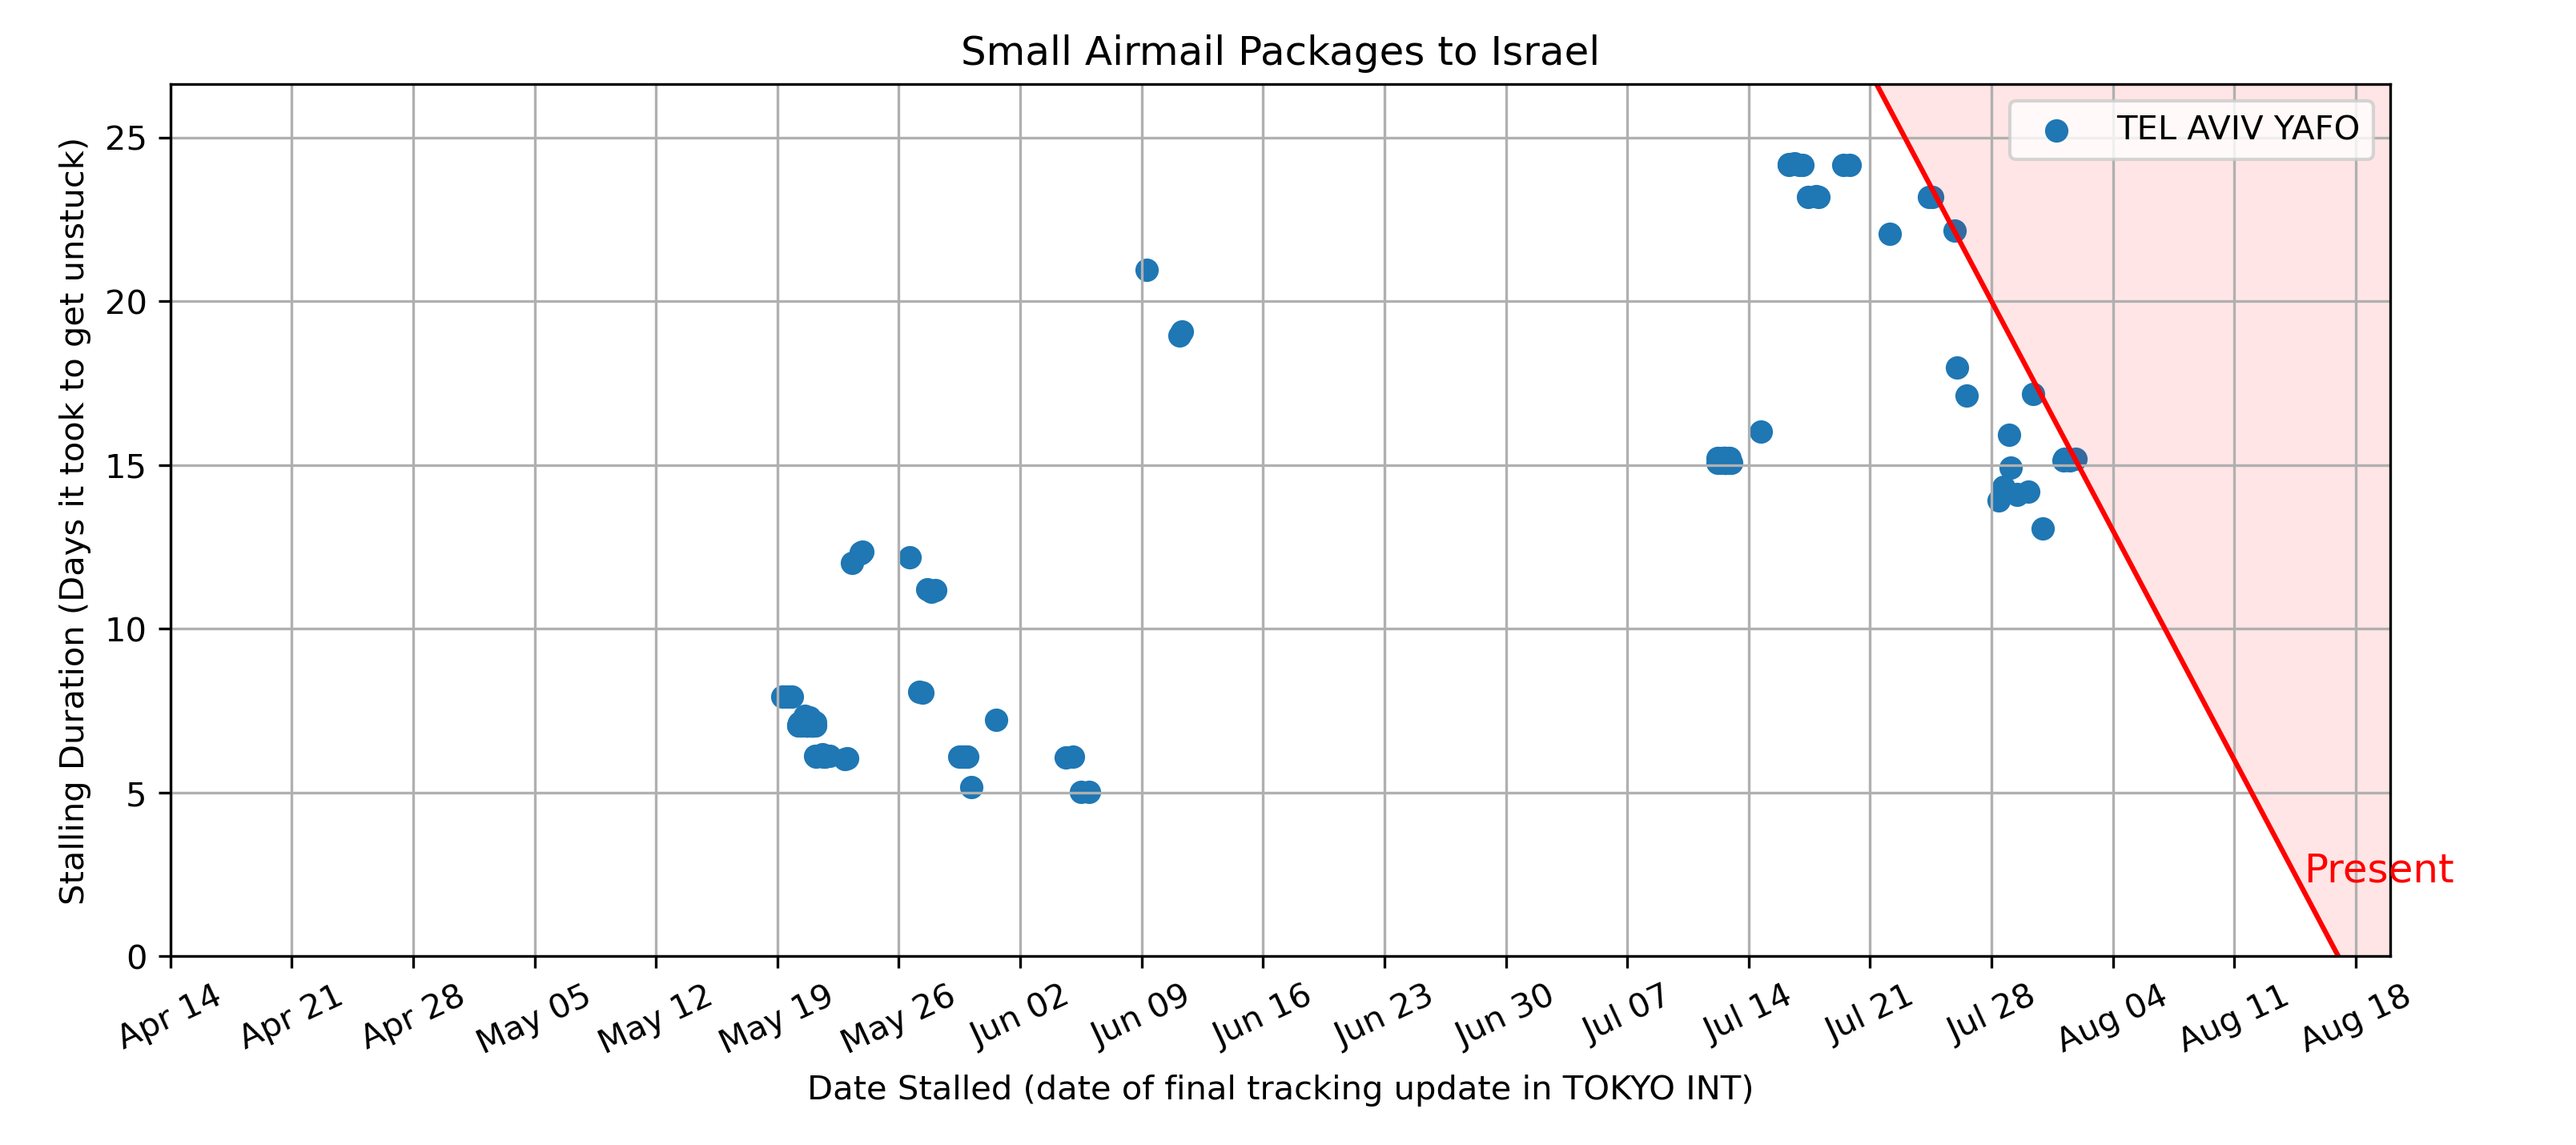 Small Airmail Packages to Israel
TEL AVIV YAFO
Stalling Duration (Days it took to get unstuck)
25
20
15
10
5
0
Present
Apr 14
Apr 21
Apr 28
May 05
May 12
May 19
May 26
Jun 02
Jun 09
Jun 16
Jun 23
Jun 30
Jul 07
Jul 14
Jul 21
Jul 28
Aug 04
Aug 11
Aug 18
Date Stalled (date of final tracking update in TOKYO INT)